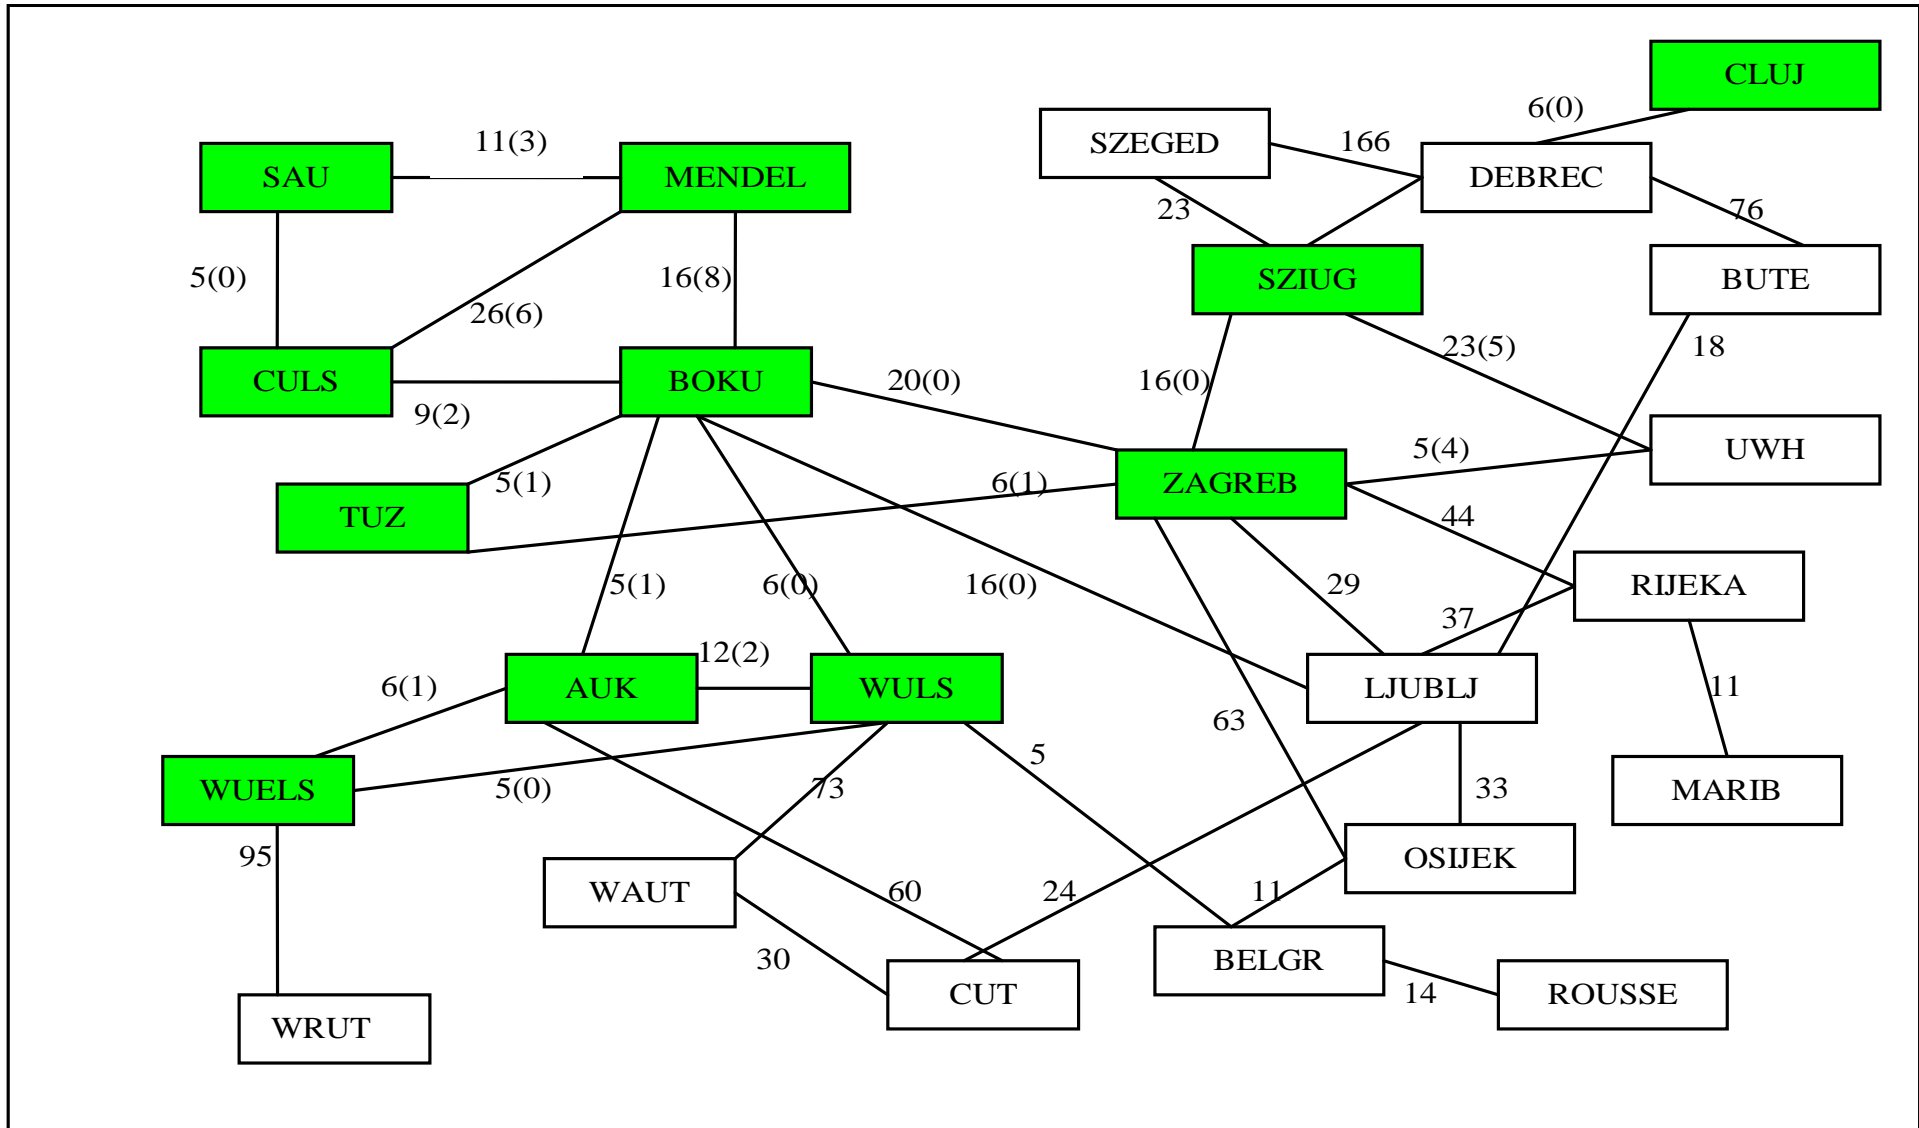 CLUJ
6(0)
SZEGED
166
11(3)
SAU
MENDEL
DEBREC
23
76
5(0)
16(8)
SZIUG
BUTE
26(6)
23(5)
18
CULS
BOKU
20(0)
16(0)
9(2)
5(4)
UWH
5(1)
6(1)
ZAGREB
TUZ
44
5(1)
6(0)
16(0)
29
RIJEKA
37
12(2)
6(1)
AUK
WULS
LJUBLJ
11
63
5
WUELS
5(0)
73
33
MARIB
95
OSIJEK
WAUT
60
24
11
30
BELGR
CUT
14
ROUSSE
WRUT